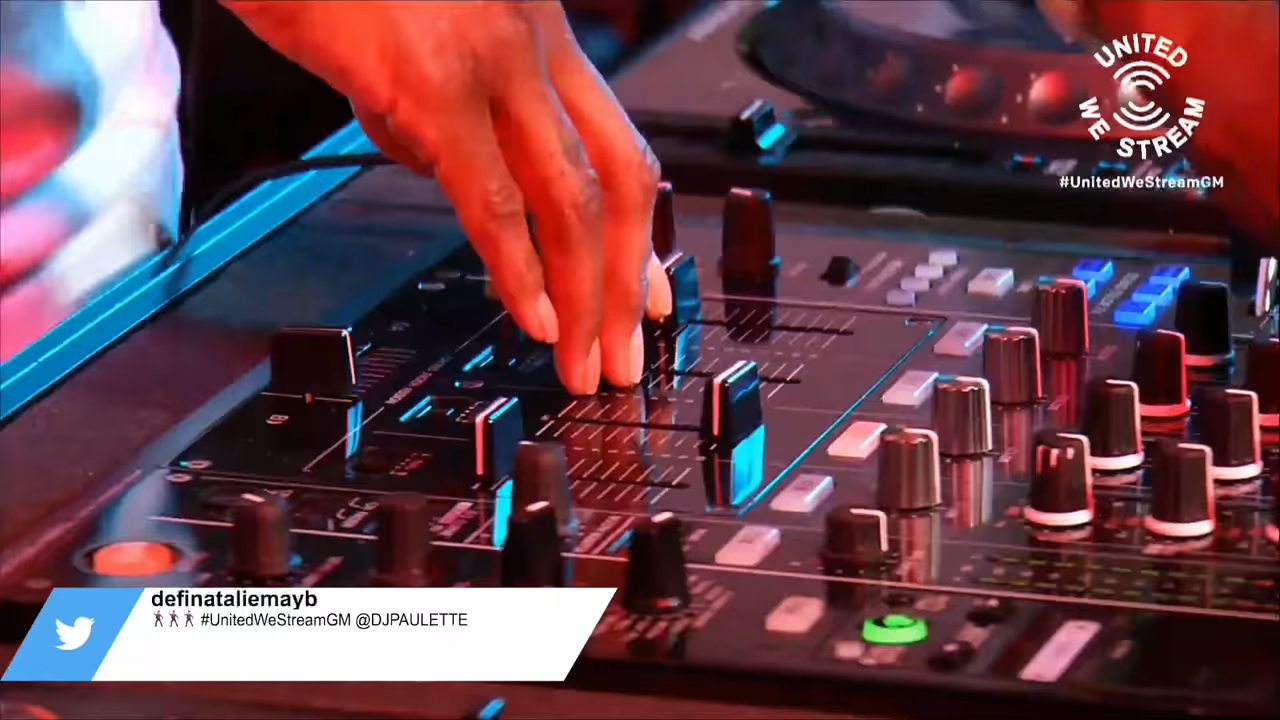 UNITED
WE STREAM
#UnitedWeStreamGM
definataliemayb
🕺🏾🕺🏾🕺🏾 #UnitedWeStreamGM @DJPAULETTE